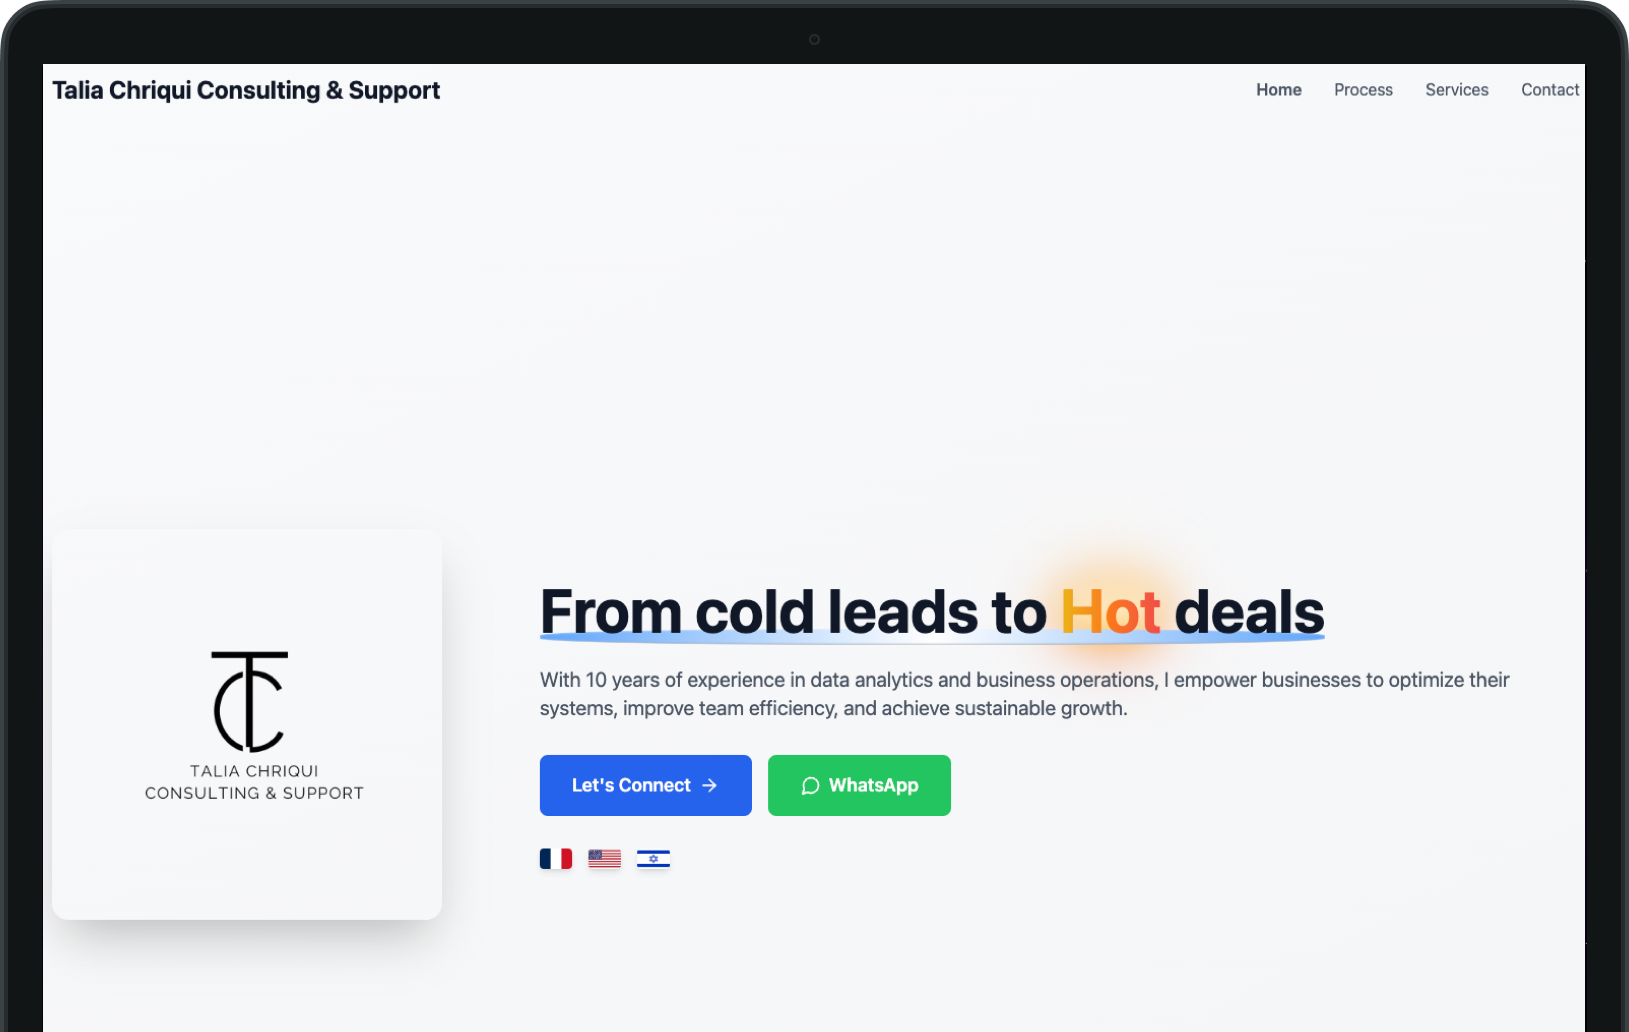 Talia Chriqui Consulting & Support
Home
Process
Services
Contact
TALIA CHRIQUI
CONSULTING & SUPPORT
From cold leads to Hot deals
With 10 years of experience in data analytics and business operations, I empower businesses to optimize their
systems, improve team efficiency, and achieve sustainable growth.
Let's Connect →
WhatsApp